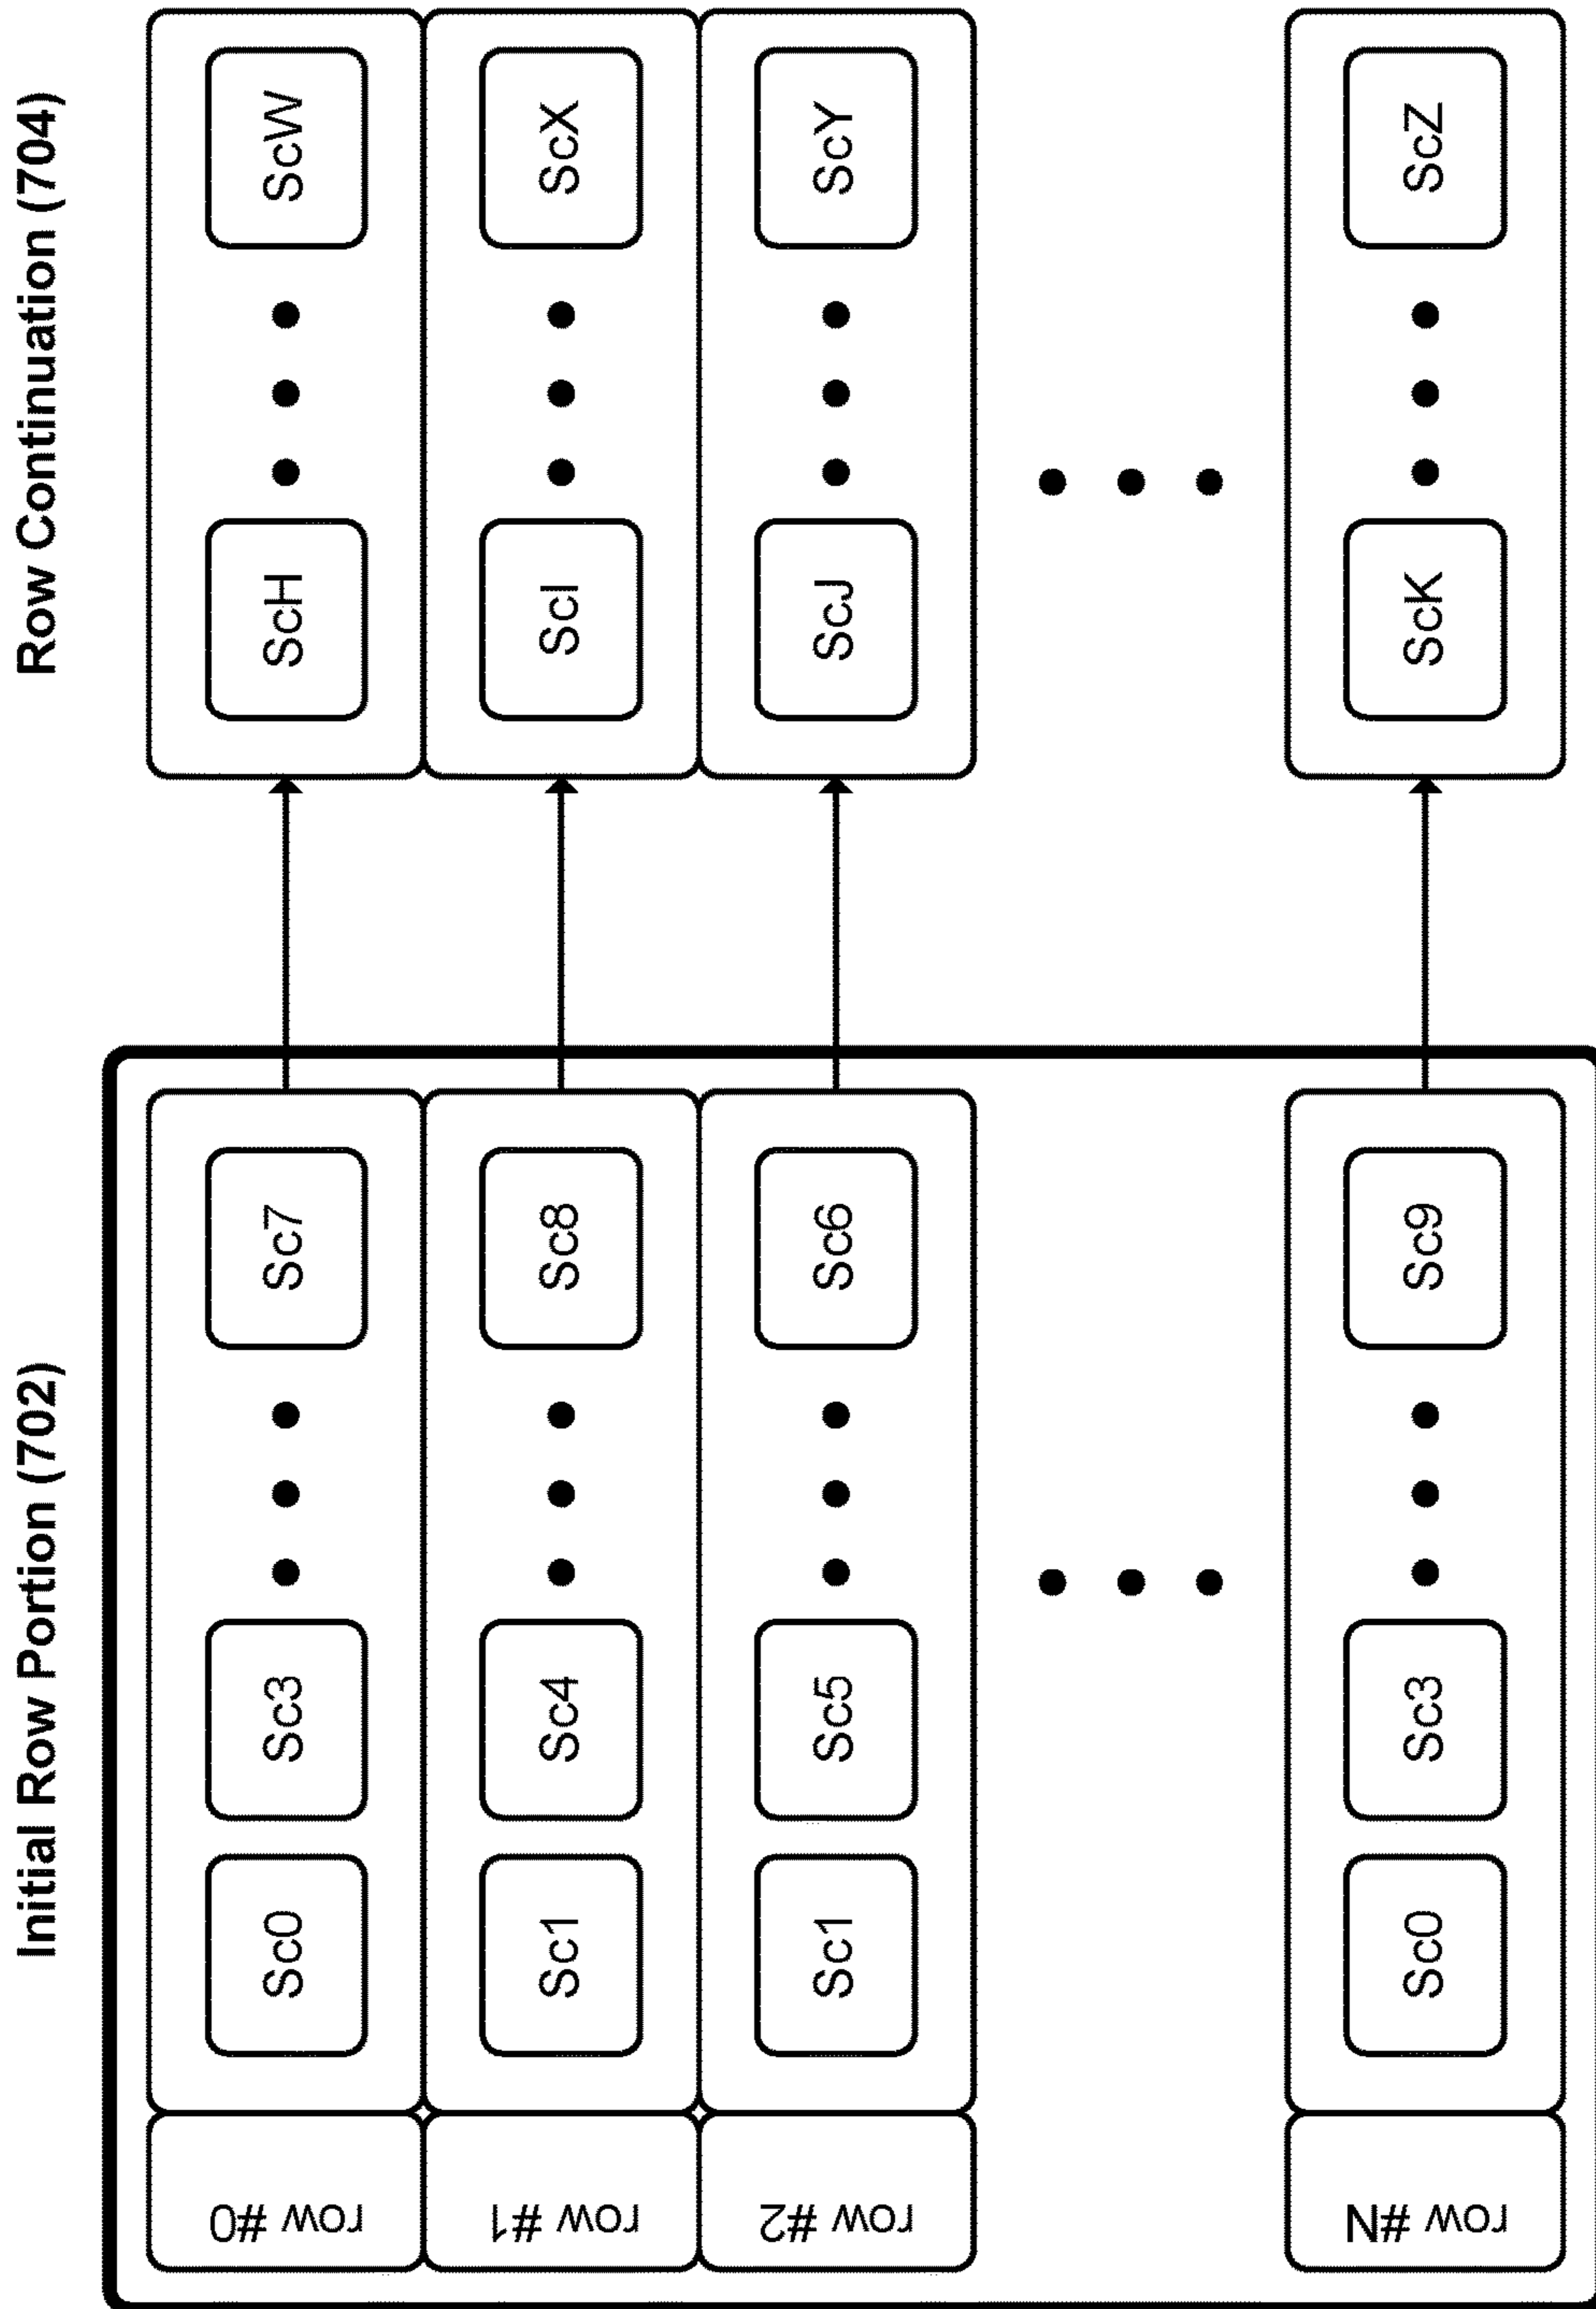 Initial Row Portion (702)
Row Continuation (704)
row #0
Sc0
Sc3
Sc7
ScH
ScW
row #1
Sc1
Sc4
Sc8
ScI
ScX
row #2
Sc1
Sc5
Sc6
ScJ
ScY
row #N
Sc0
Sc3
Sc9
ScK
ScZ